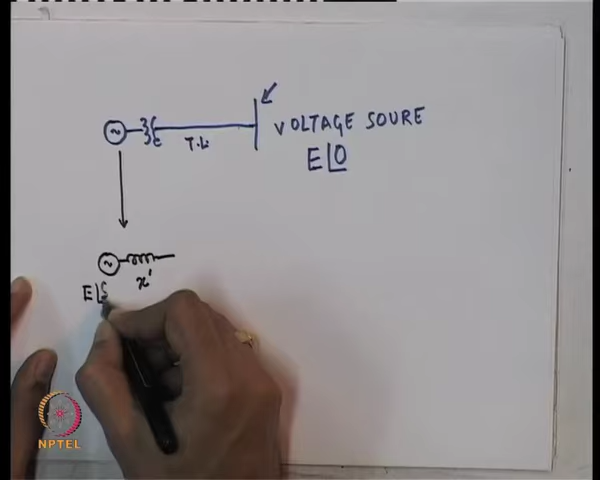 VOLTAGE SOURE
T.L
E∠0
x'
E∠δ
NPTEL